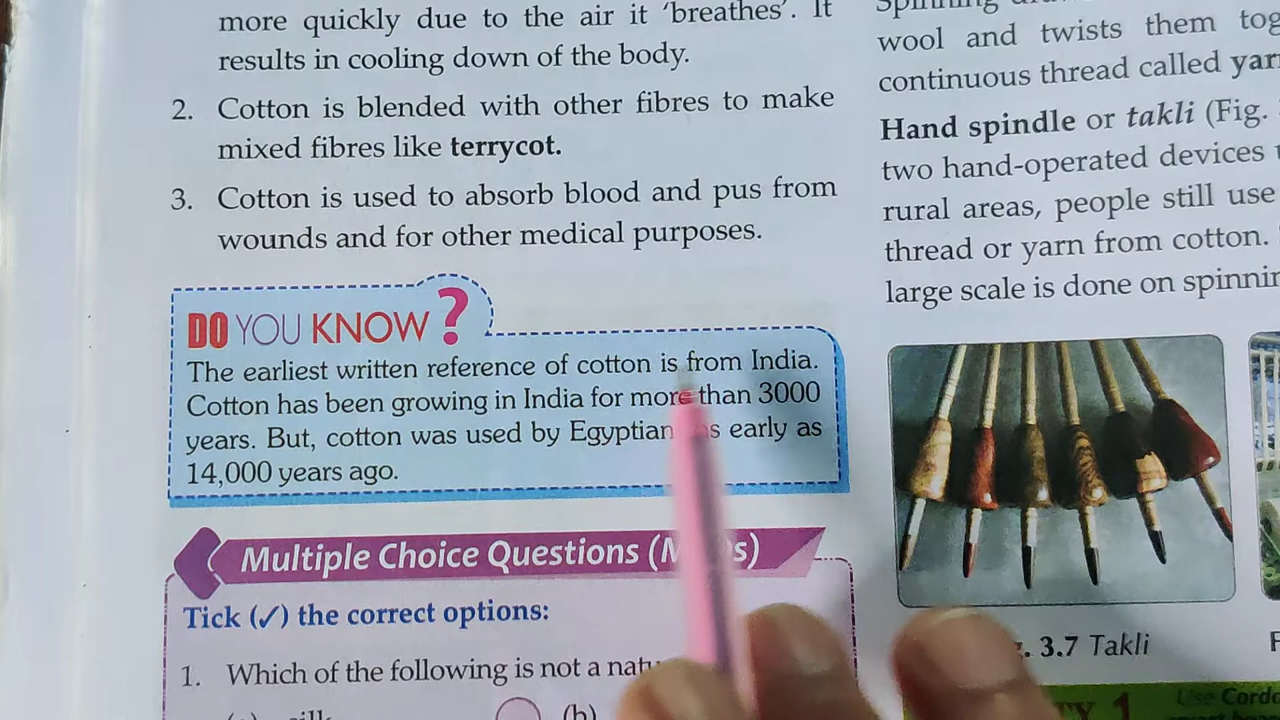 more quickly due to the air it 'breathes'. It
results in cooling down of the body.
2. Cotton is blended with other fibres to make
mixed fibres like terrycot.
3. Cotton is used to absorb blood and pus from
wounds and for other medical purposes.
DO YOU KNOW ?
The earliest written reference of cotton is from India.
Cotton has been growing in India for more than 3000
years. But, cotton was used by Egyptian as early as
14,000 years ago.
Multiple Choice Questions
Tick (✓) the correct options:
1. Which of the following is not a
(b)
Spinning
wool and twists them
continuous thread called
Hand spindle or takli (Fig.
two hand-operated devices
rural areas, people still use
thread or yarn from cotton.
large scale is done on
3.7 Takli
1
Use